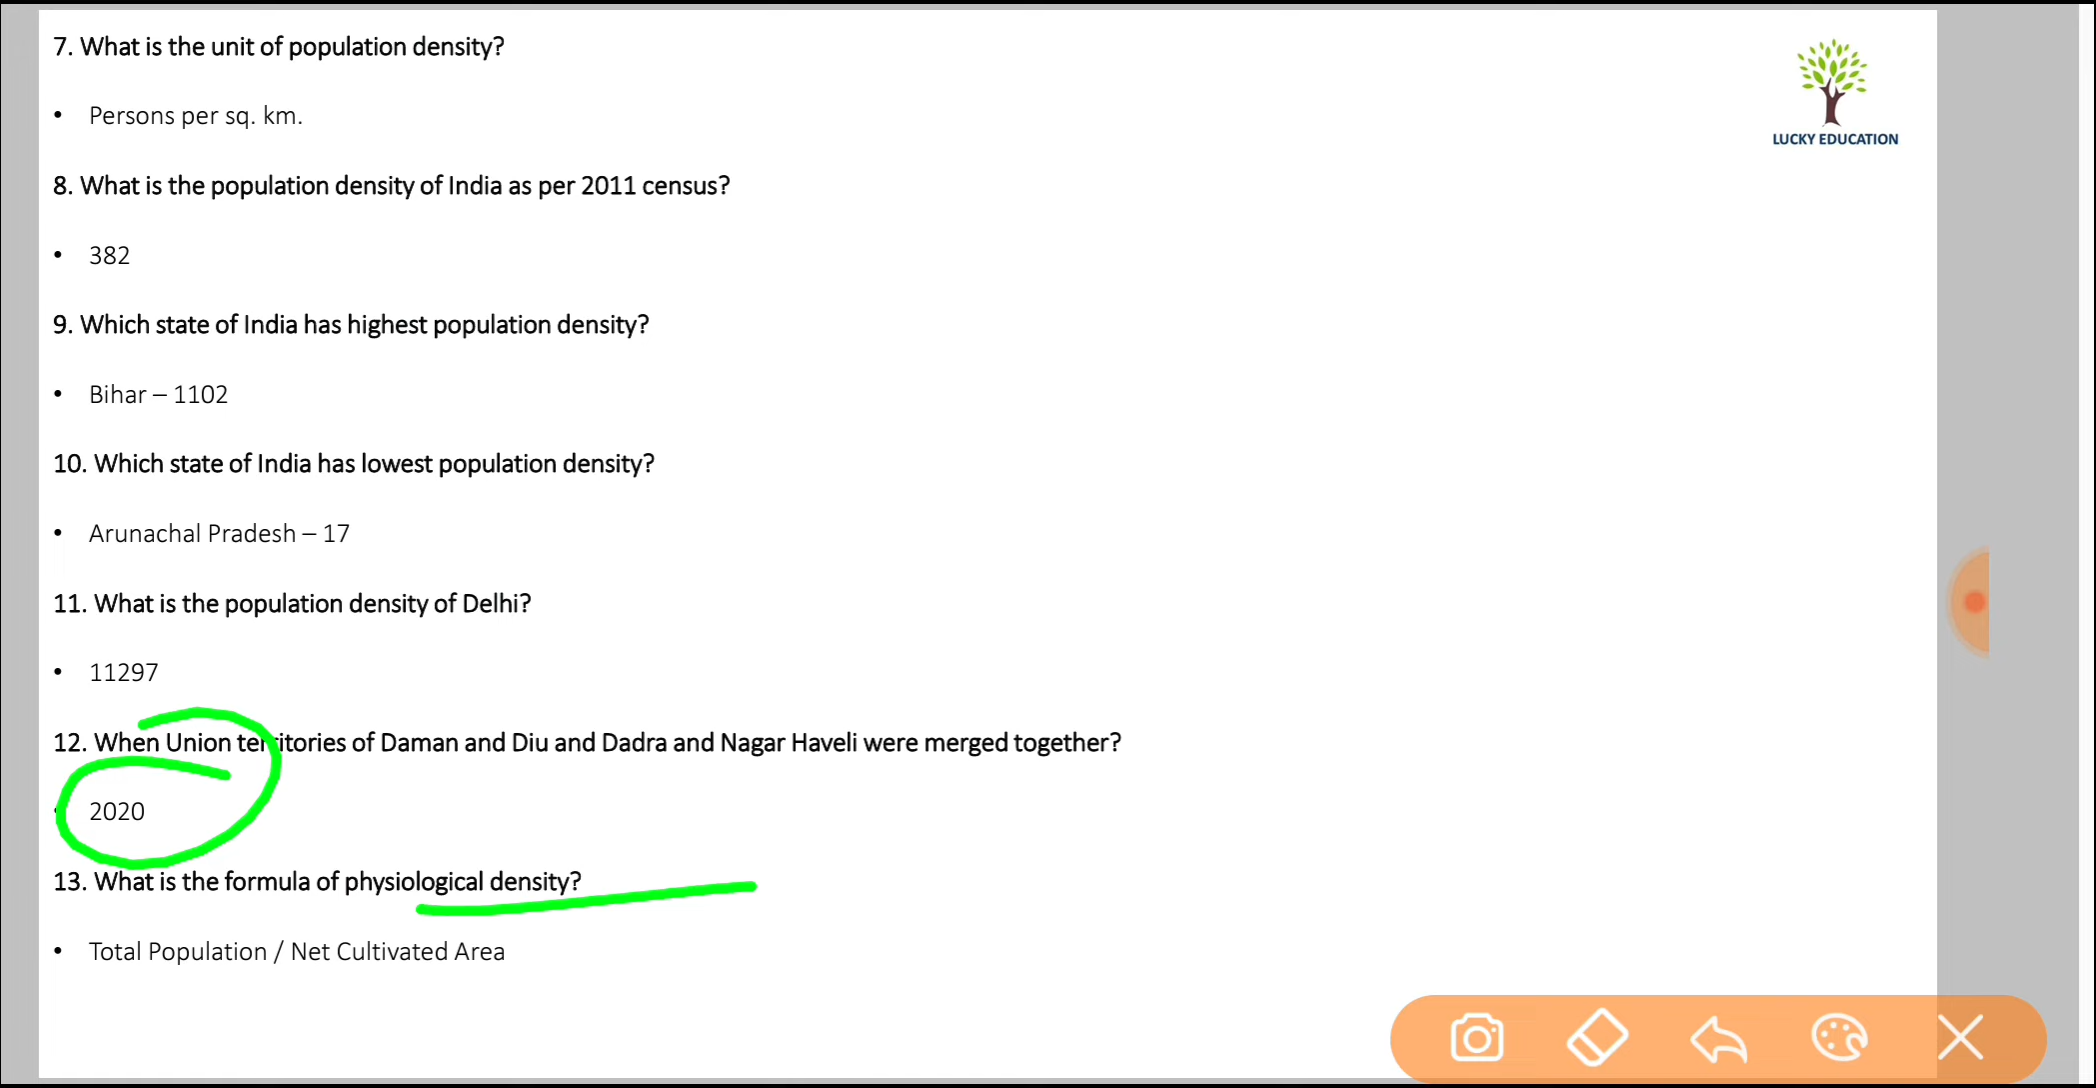 7. What is the unit of population density?
LUCKY EDUCATION
• Persons per sq. km.
8. What is the population density of India as per 2011 census?
• 382
9. Which state of India has highest population density?
• Bihar – 1102
10. Which state of India has lowest population density?
• Arunachal Pradesh – 17
11. What is the population density of Delhi?
• 11297
12. When Union territories of Daman and Diu and Dadra and Nagar Haveli were merged together?
• 2020
13. What is the formula of physiological density?
• Total Population / Net Cultivated Area